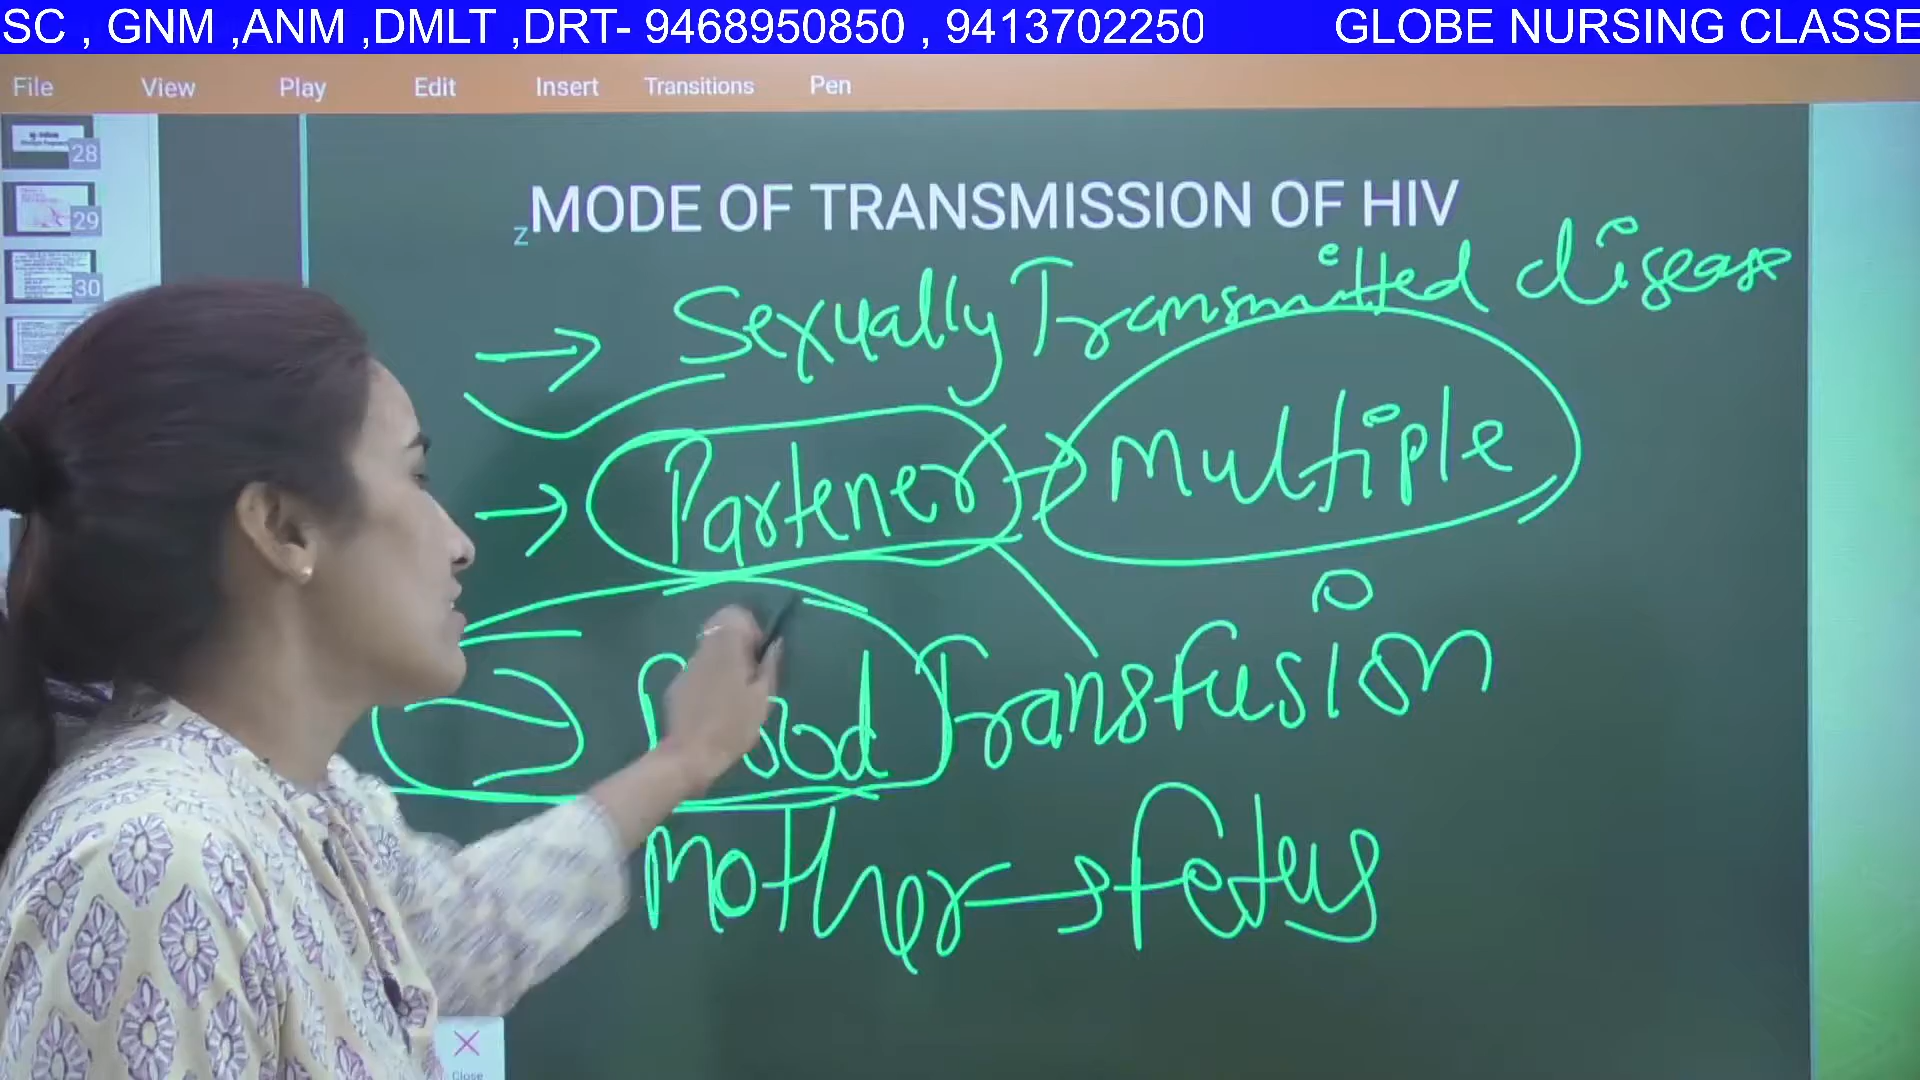 SC , GNM ,ANM ,DMLT ,DRT- 9468950850 , 9413702250 GLOBE NURSING CLASSE
File View Play Edit Insert Transitions Pen
28
29
30
z MODE OF TRANSMISSION OF HIV
→ Sexually Transmitted disease
→ Partener → Multiple
Transfusion
Mother → fetus
Close